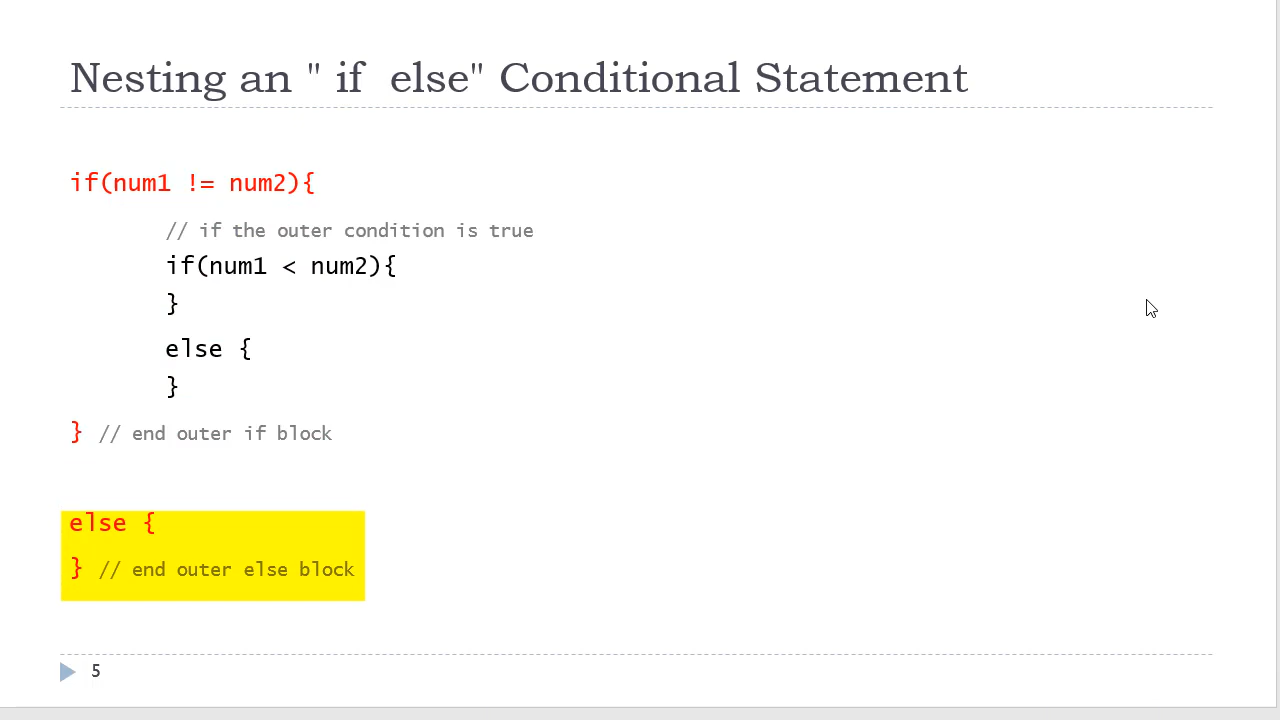 Nesting an " if  else" Conditional Statement
if(num1 != num2){
// if the outer condition is true
if(num1 < num2){
}
else {
}
} // end outer if block
else {
} // end outer else block
5